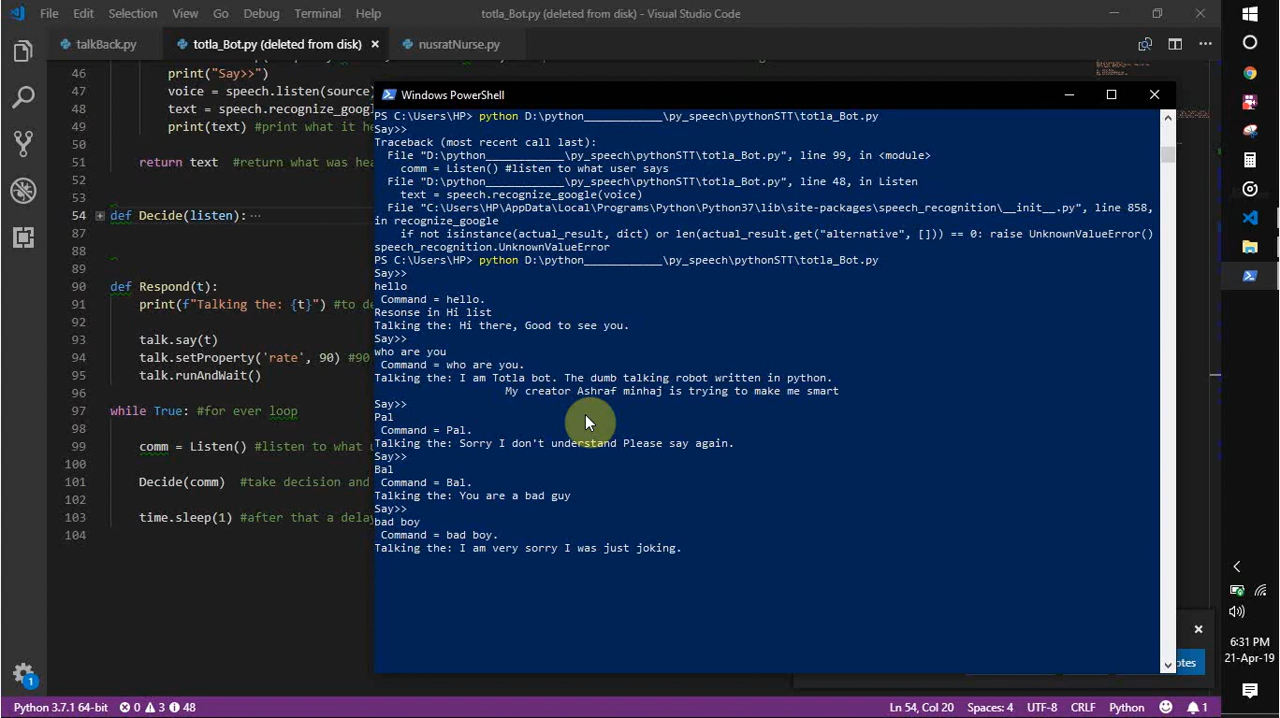 File Edit Selection View Go Debug Terminal Help
totla_Bot.py (deleted from disk) - Visual Studio Code
talkBack.py
totla_Bot.py (deleted from disk)
nusratNurse.py
46
print("Say>>")
47 voice = speech.listen(source)
48 text = speech.recognize_goog
49 print(text) #print what it he
50
51 return text #return what was hea
52
53
54 def Decide(listen): ...
87
88
89
90 def Respond(t):
91 print(f"Talking the: {t}") #to de
92
93 talk.say(t)
94 talk.setProperty('rate', 90) #90
95 talk.runAndWait()
96
97 while True: #for ever loop
98
99 comm = Listen() #listen to what u
100
101 Decide(comm) #take decision and
102
103 time.sleep(1) #after that a dela
104
Windows PowerShell
PS C:\Users\HP> python D:\python____________\py_speech\pythonSTT\totla_Bot.py
Say>>
Traceback (most recent call last):
File "D:\python____________\py_speech\pythonSTT\totla_Bot.py", line 99, in <module>
comm = Listen() #listen to what user says
File "D:\python____________\py_speech\pythonSTT\totla_Bot.py", line 48, in Listen
text = speech.recognize_google(voice)
File "C:\Users\HP\AppData\Local\Programs\Python\Python37\lib\site-packages\speech_recognition\__init__.py", line 858,
in recognize_google
if not isinstance(actual_result, dict) or len(actual_result.get("alternative", [])) == 0: raise UnknownValueError()
speech_recognition.UnknownValueError
PS C:\Users\HP> python D:\python____________\py_speech\pythonSTT\totla_Bot.py
Say>>
hello
Command = hello.
Resonse in Hi list
Talking the: Hi there, Good to see you.
Say>>
who are you
Command = who are you.
Talking the: I am Totla bot. The dumb talking robot written in python.
My creator Ashraf minhaj is trying to make me smart
Say>>
Pal
Command = Pal.
Talking the: Sorry I don't understand Please say again.
Say>>
Bal
Command = Bal.
Talking the: You are a bad guy
Say>>
bad boy
Command = bad boy.
Talking the: I am very sorry I was just joking.
otes
6:31 PM
21-Apr-19
1
Python 3.7.1 64-bit 0 3 48
Ln 54, Col 20 Spaces: 4 UTF-8 CRLF Python 1